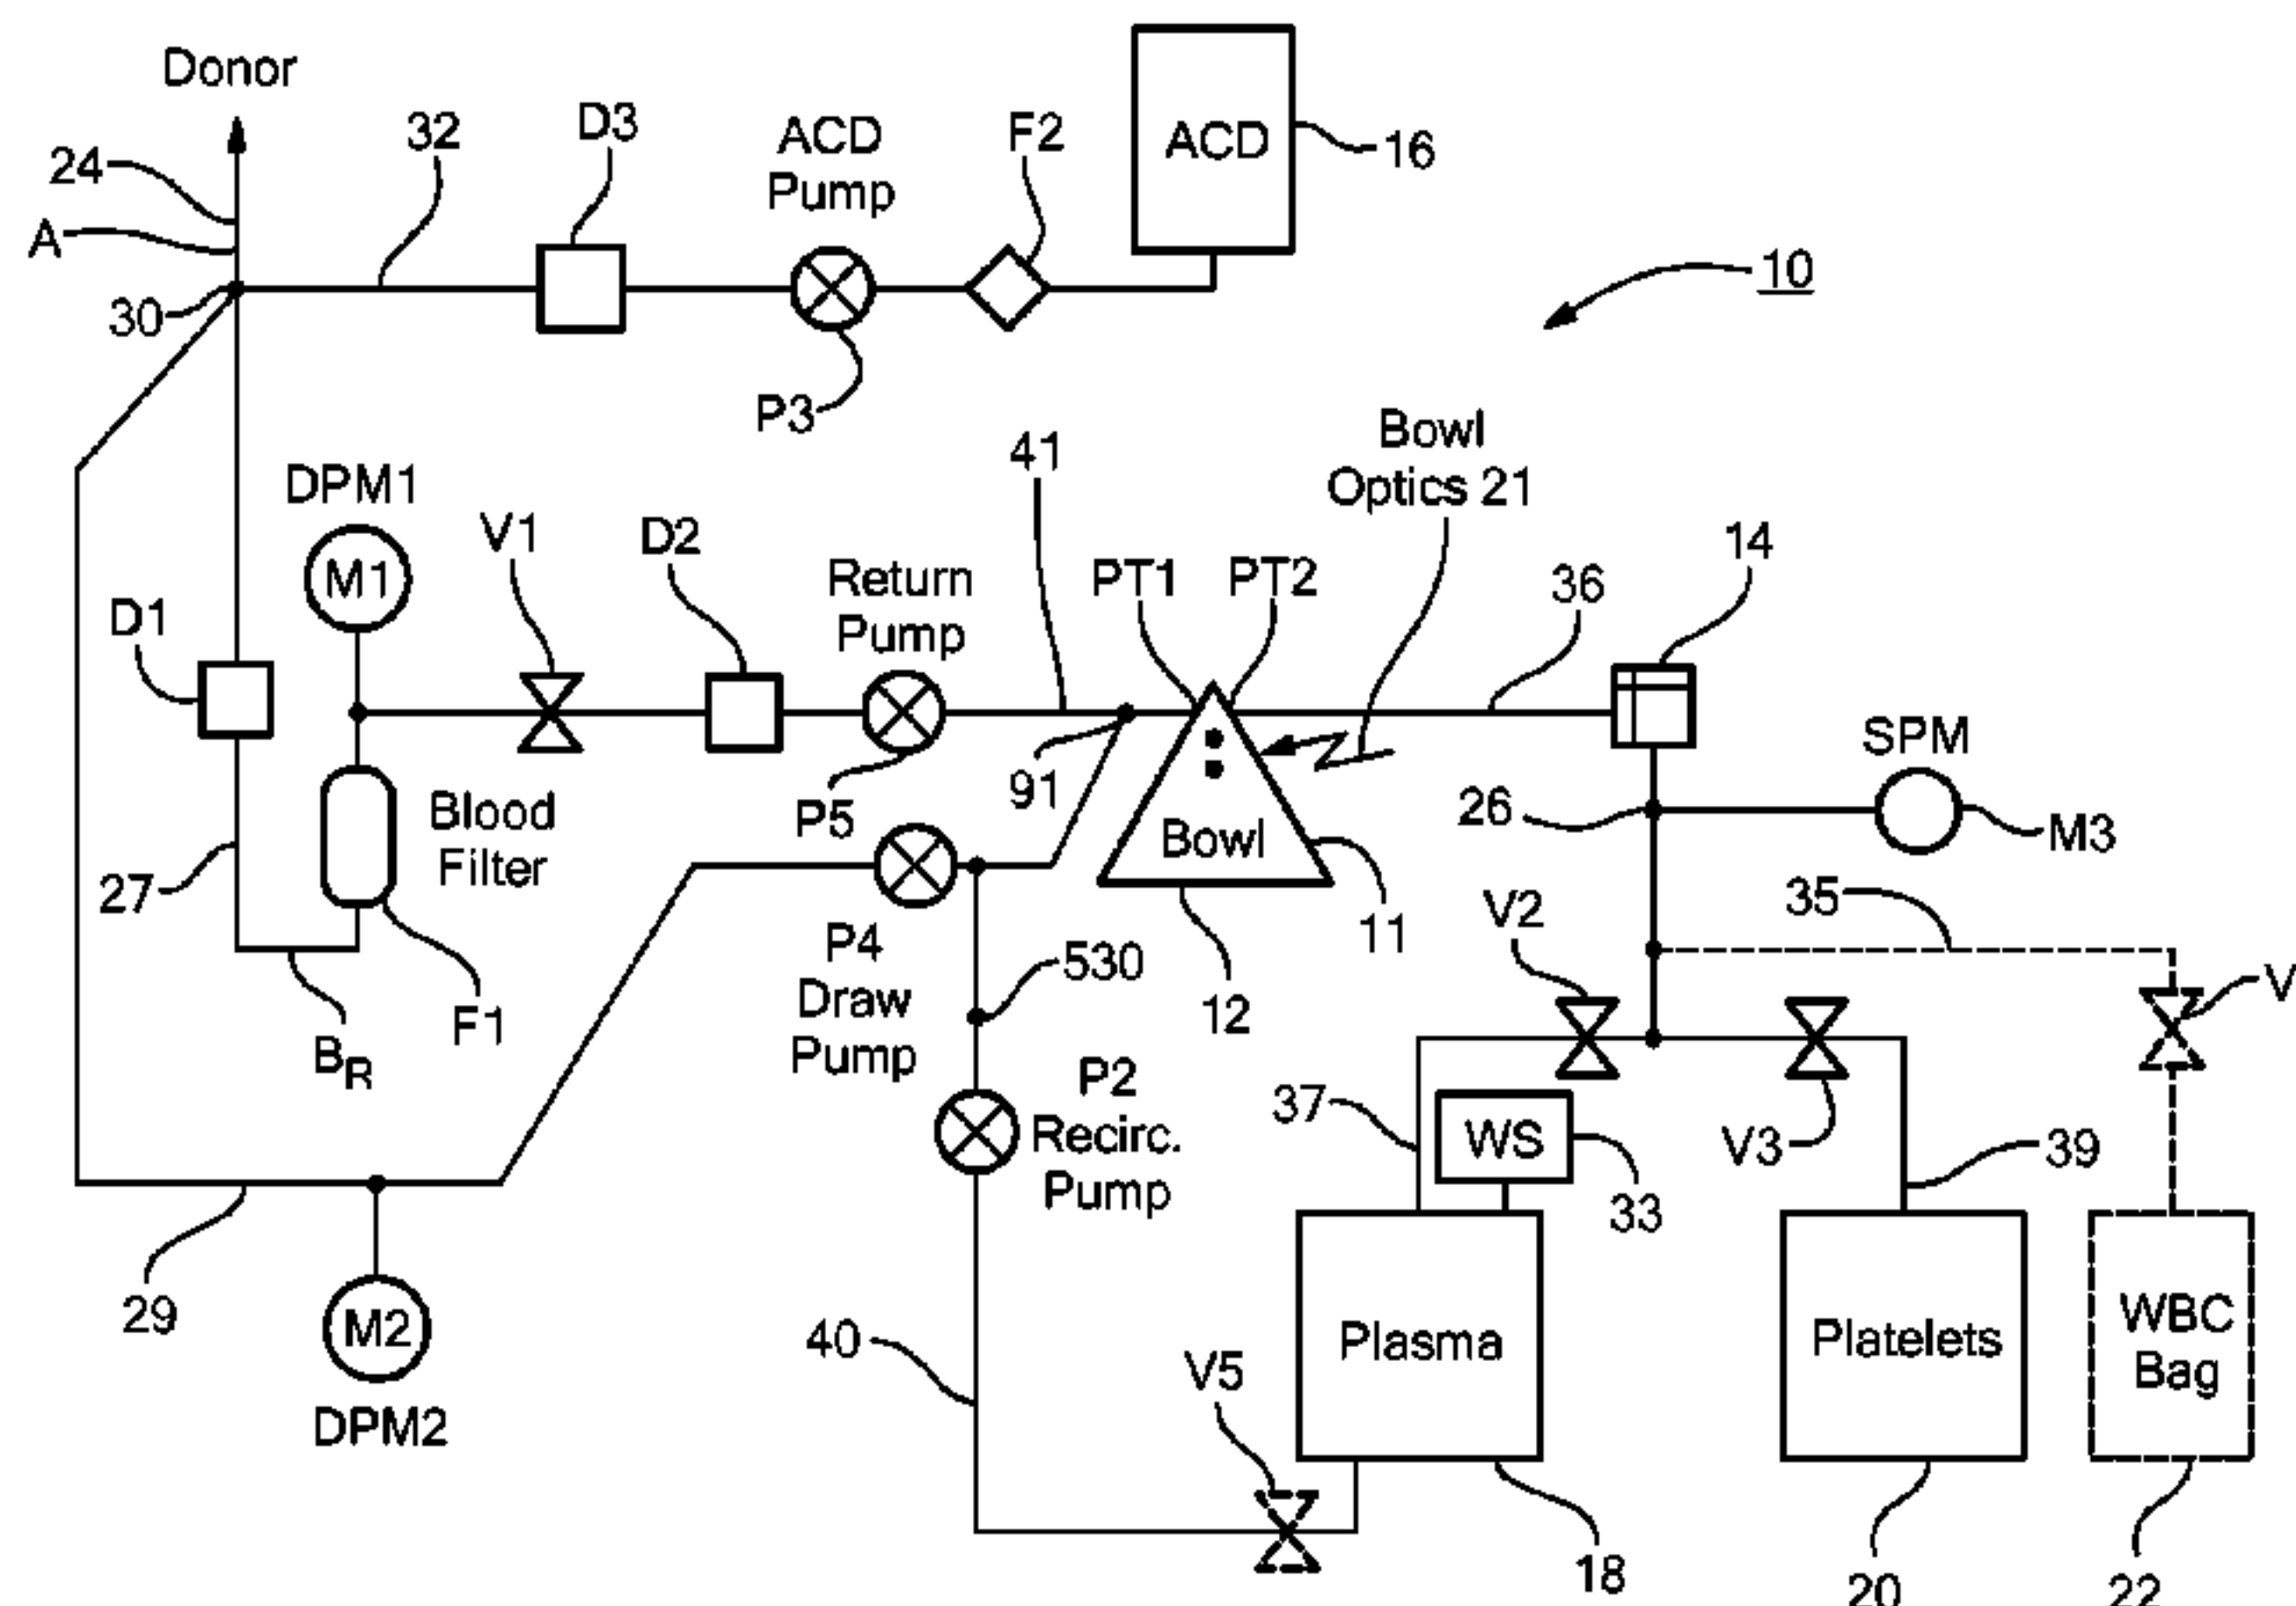 Donor
ACD
16
24
A
30
32
D3
ACD
Pump
F2
P3
10
DPM1
M1
V1
D2
D1
Return
Pump
P5
41
91
PT1
PT2
Bowl
Optics 21
36
14
SPM
M3
26
Bowl
11
12
Blood
Filter
27
F1
BR
P4
Draw
Pump
530
P2
Recirc.
Pump
V2
V3
35
V
37
WS
33
39
29
M2
DPM2
40
V5
Plasma
18
Platelets
20
WBC
Bag
22